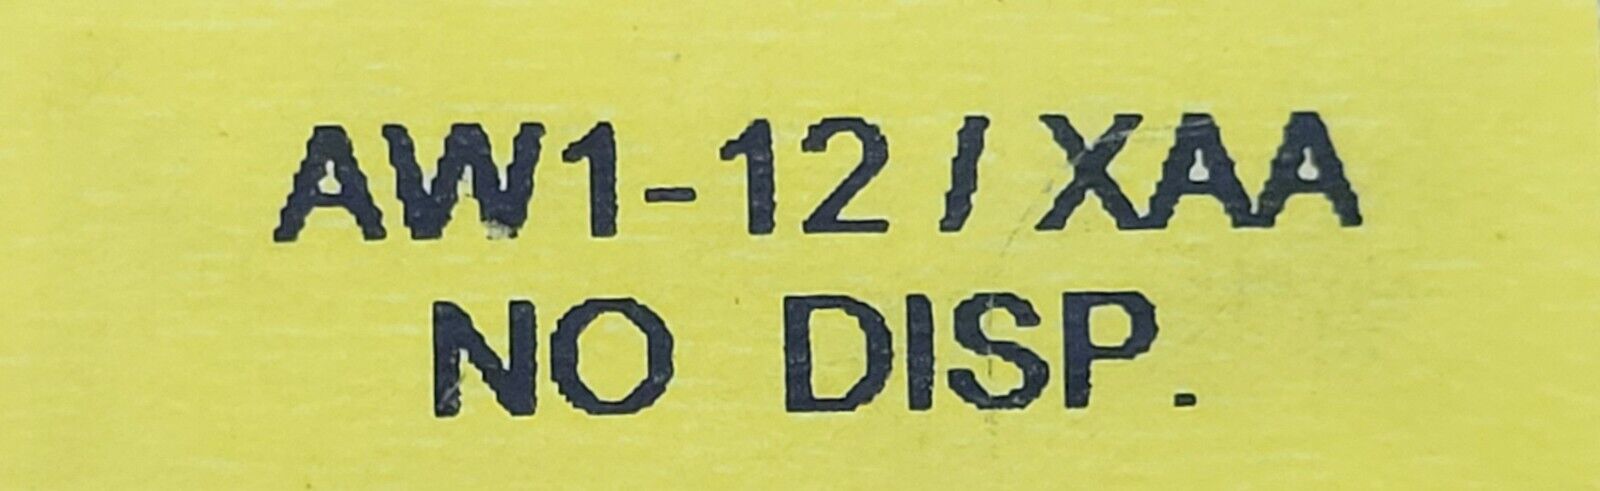 AW1-12/XAA
NO DISP.